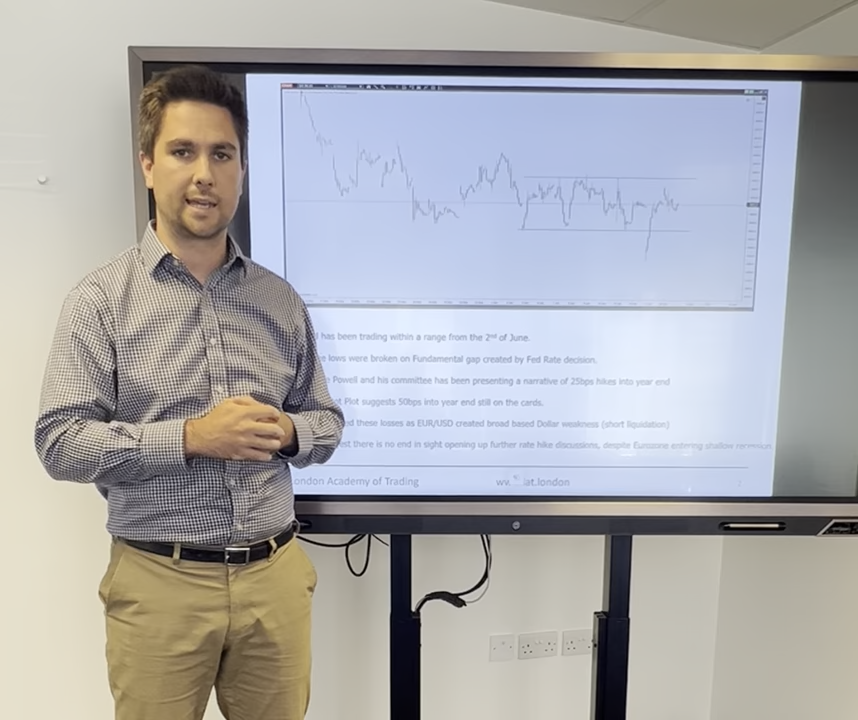 has been trading within a range from the 2nd of June.
lows were broken on Fundamental gap created by Fed Rate decision.
Powell and his committee has been presenting a narrative of 25bps hikes into year end
Plot suggests 50bps into year end still on the cards.
these losses as EUR/USD created broad based Dollar weakness (short liquidation)
there is no end in sight opening up further rate hike discussions, despite Eurozone entering shallow recession.
London Academy of Trading
lat.london
2